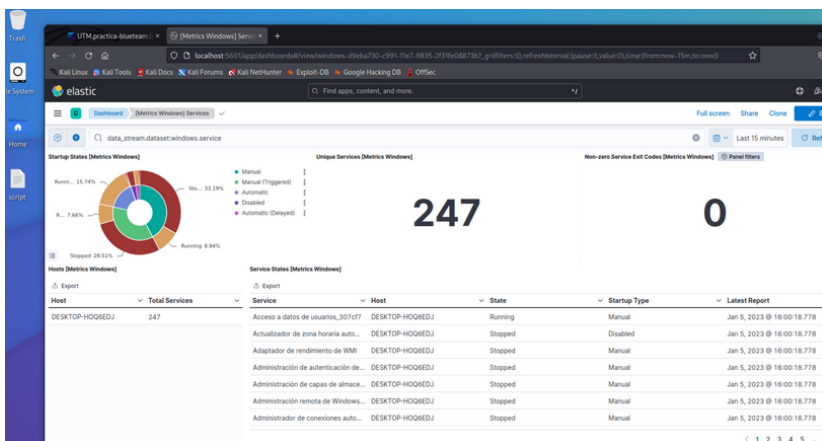 Trash
UTM.practica-blueteam.i
[Metrics Windows] Servic
localhost:5601/app/dashboards#/view/windows-d9eba730-c991-11e7-9835-2f31fe08873b?_g=(filters:!(),refreshInterval:(pause:!t,value:0),time:(from:now-15m,to:now))
Kali Linux Kali Tools Kali Docs Kali Forums Kali NetHunter Exploit-DB Google Hacking DB OffSec
le System
elastic
Find apps, content, and more.
D Dashboard [Metrics Windows] Services Full screen Share Clone
Home
data_stream.dataset:windows.service Last 15 minutes Ref
Startup States [Metrics Windows] Unique Services [Metrics Windows] Non-zero Service Exit Codes [Metrics Windows] Panel filters
Runn... 15.74%
Sto... 33.19%
R... 7.66%
Running 8.94%
Stopped 28.51%
Manual
Manual (Triggered)
Automatic
Disabled
Automatic (Delayed)
247
0
script
Hosts [Metrics Windows] Service States [Metrics Windows]
Export Export
Host Total Services Service Host State Startup Type Latest Report
DESKTOP-HOQ6EDJ 247 Acceso a datos de usuarios_307cf7 DESKTOP-HOQ6EDJ Running Manual Jan 5, 2023 @ 16:00:18.778
Actualizador de zona horaria auto... DESKTOP-HOQ6EDJ Stopped Disabled Jan 5, 2023 @ 16:00:18.778
Adaptador de rendimiento de WMI DESKTOP-HOQ6EDJ Stopped Manual Jan 5, 2023 @ 16:00:18.778
Administración de autenticación de... DESKTOP-HOQ6EDJ Stopped Manual Jan 5, 2023 @ 16:00:18.778
Administración de capas de almace... DESKTOP-HOQ6EDJ Stopped Manual Jan 5, 2023 @ 16:00:18.778
Administración remota de Windows... DESKTOP-HOQ6EDJ Stopped Manual Jan 5, 2023 @ 16:00:18.778
Administrador de conexiones auto... DESKTOP-HOQ6EDJ Stopped Manual Jan 5, 2023 @ 16:00:18.778
1 2 3 4 5